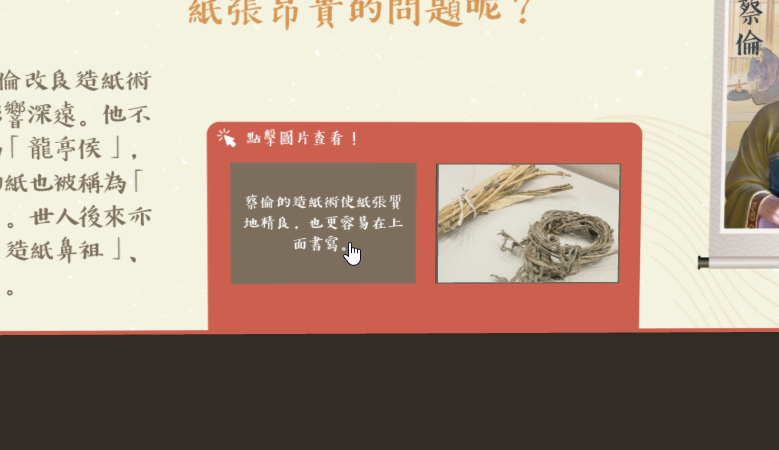 紙張昂貴的問題呢？
蔡倫
倫改良造紙術
影響深遠。他不
「龍亭侯」，
紙也被稱為「
。世人後來亦
造紙鼻祖」、
。
點擊圖片查看！
蔡倫的造紙術使紙張質
地精良，也更容易在上
面書寫。